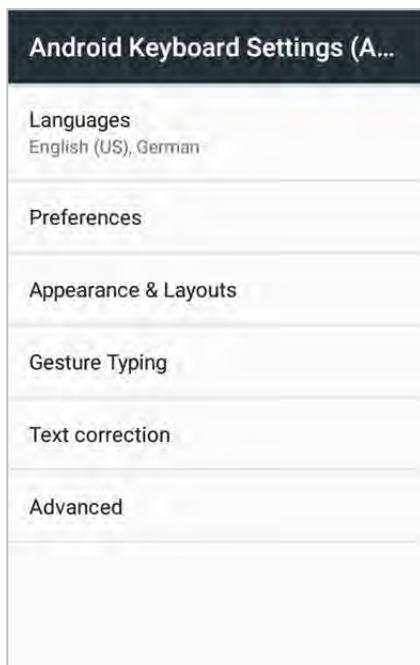 Android Keyboard Settings (A...
Languages
English (US), German
Preferences
Appearance & Layouts
Gesture Typing
Text correction
Advanced